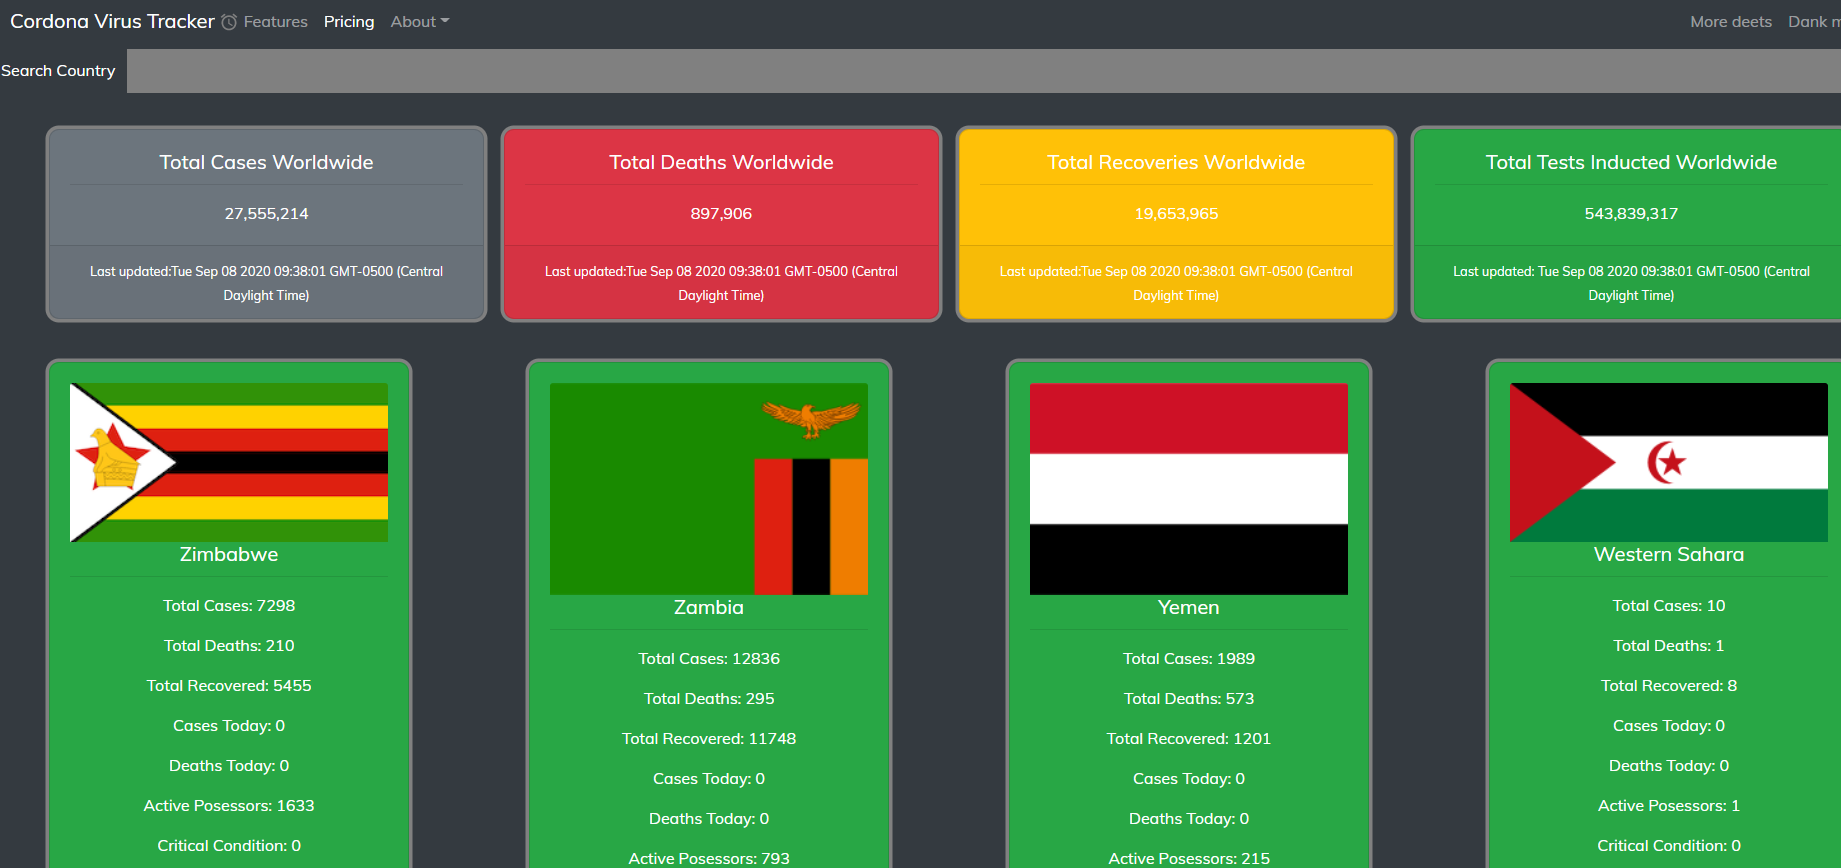 Cordona Virus Tracker Features Pricing About More deets Dank
Search Country
Total Cases Worldwide
27,555,214
Last updated:Tue Sep 08 2020 09:38:01 GMT-0500 (Central
Daylight Time)
Total Deaths Worldwide
897,906
Last updated:Tue Sep 08 2020 09:38:01 GMT-0500 (Central
Daylight Time)
Total Recoveries Worldwide
19,653,965
Last updated:Tue Sep 08 2020 09:38:01 GMT-0500 (Central
Daylight Time)
Total Tests Inducted Worldwide
543,839,317
Last updated: Tue Sep 08 2020 09:38:01 GMT-0500 (Central
Daylight Time)
Zimbabwe
Total Cases: 7298
Total Deaths: 210
Total Recovered: 5455
Cases Today: 0
Deaths Today: 0
Active Posessors: 1633
Critical Condition: 0
Zambia
Total Cases: 12836
Total Deaths: 295
Total Recovered: 11748
Cases Today: 0
Deaths Today: 0
Active Posessors: 793
Yemen
Total Cases: 1989
Total Deaths: 573
Total Recovered: 1201
Cases Today: 0
Deaths Today: 0
Active Posessors: 215
Western Sahara
Total Cases: 10
Total Deaths: 1
Total Recovered: 8
Cases Today: 0
Deaths Today: 0
Active Posessors: 1
Critical Condition: 0